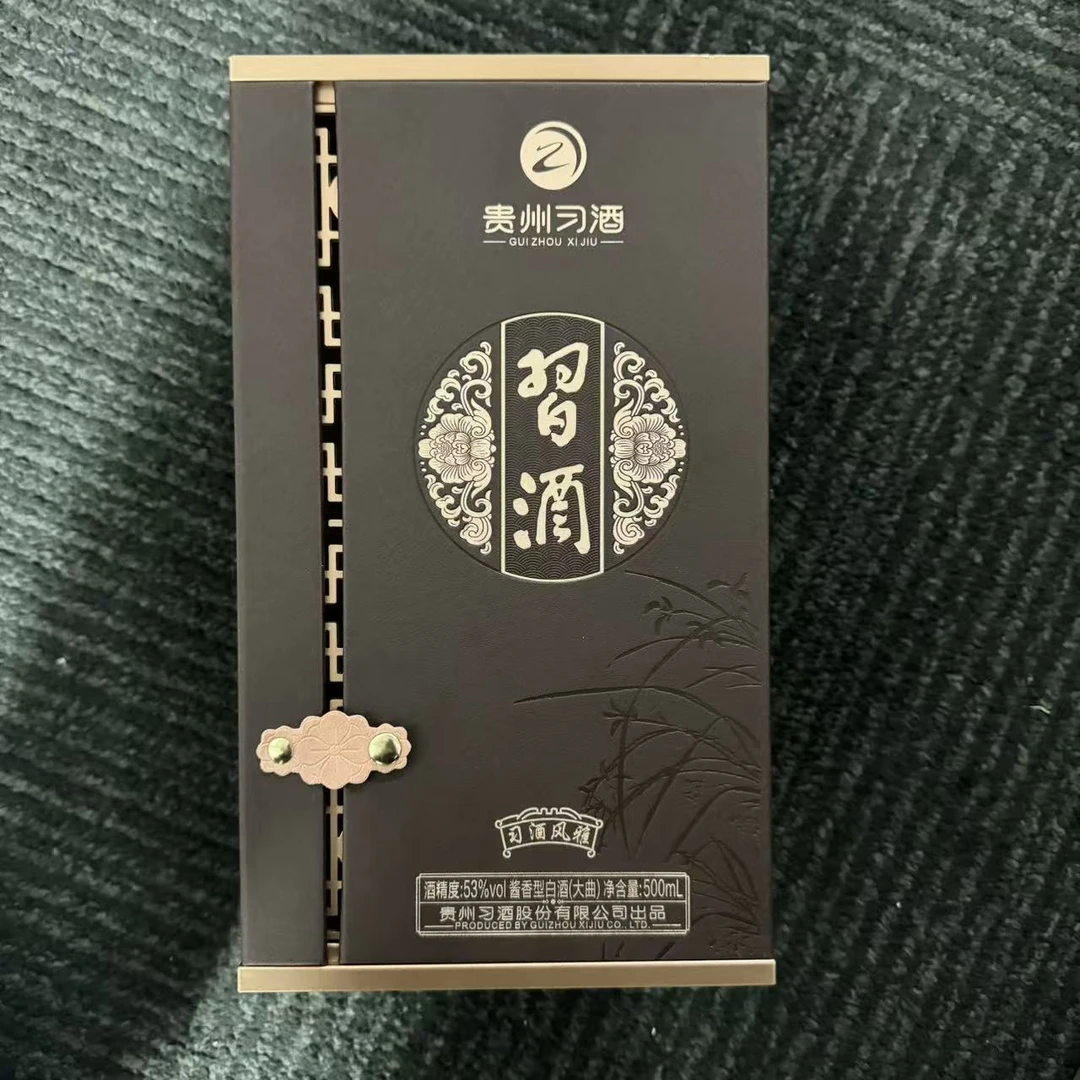 贵州习酒
GUI ZHOU XI JIU
習酒
习酒风雅
酒精度:53%vol 酱香型白酒(大曲) 净含量:500mL
贵州习酒股份有限公司出品
PRODUCED BY GUIZHOU XIJIU CO., LTD.